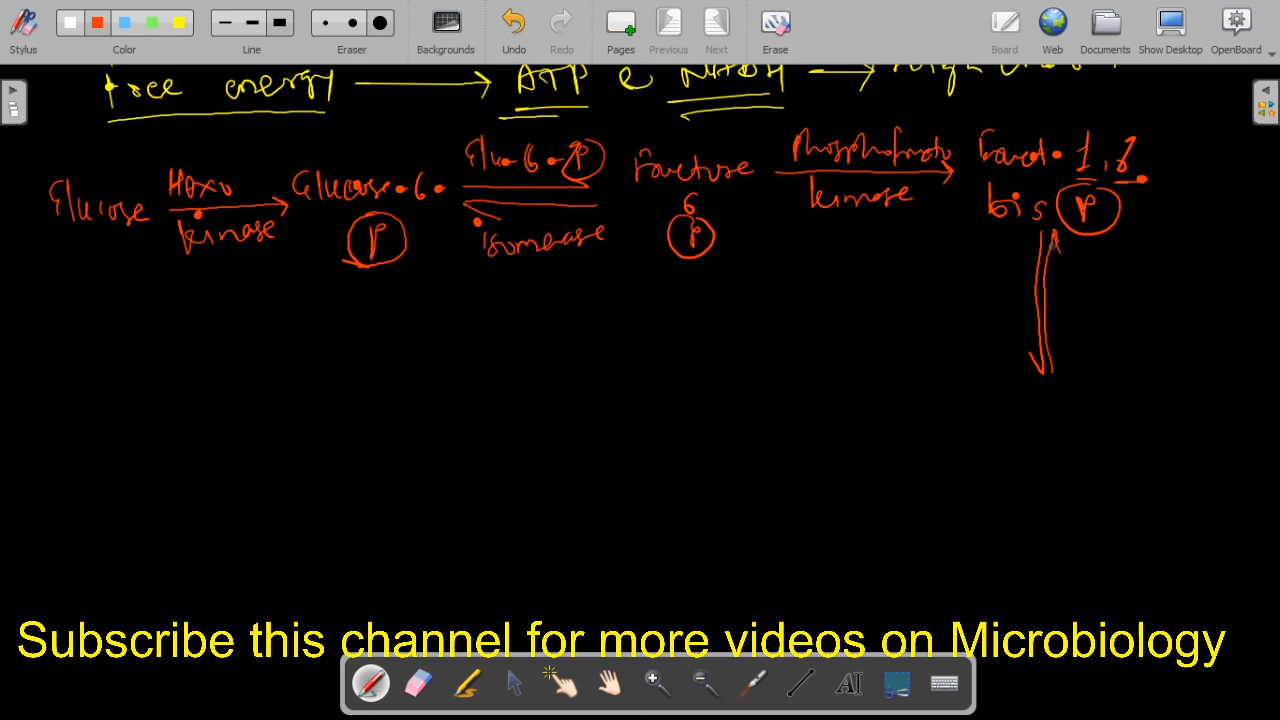 Stylus Color Line Eraser Backgrounds Undo Redo Pages Previous Next Erase Board Web Documents Show Desktop OpenBoard
free energy → ATP e NADH →
Glucose Hexo kinase → Glucose - 6 - P Glu - 6 - P isomerase Fructure 6 P Phosphofructo kinase → Fruct - 1, 6 bis P
Subscribe this channel for more videos on Microbiology
AI